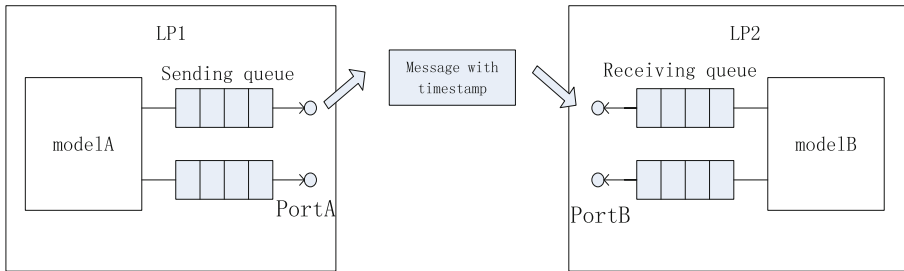 LP1
Sending queue
modelA
PortA
Message with
timestamp
LP2
Receiving queue
modelB
PortB